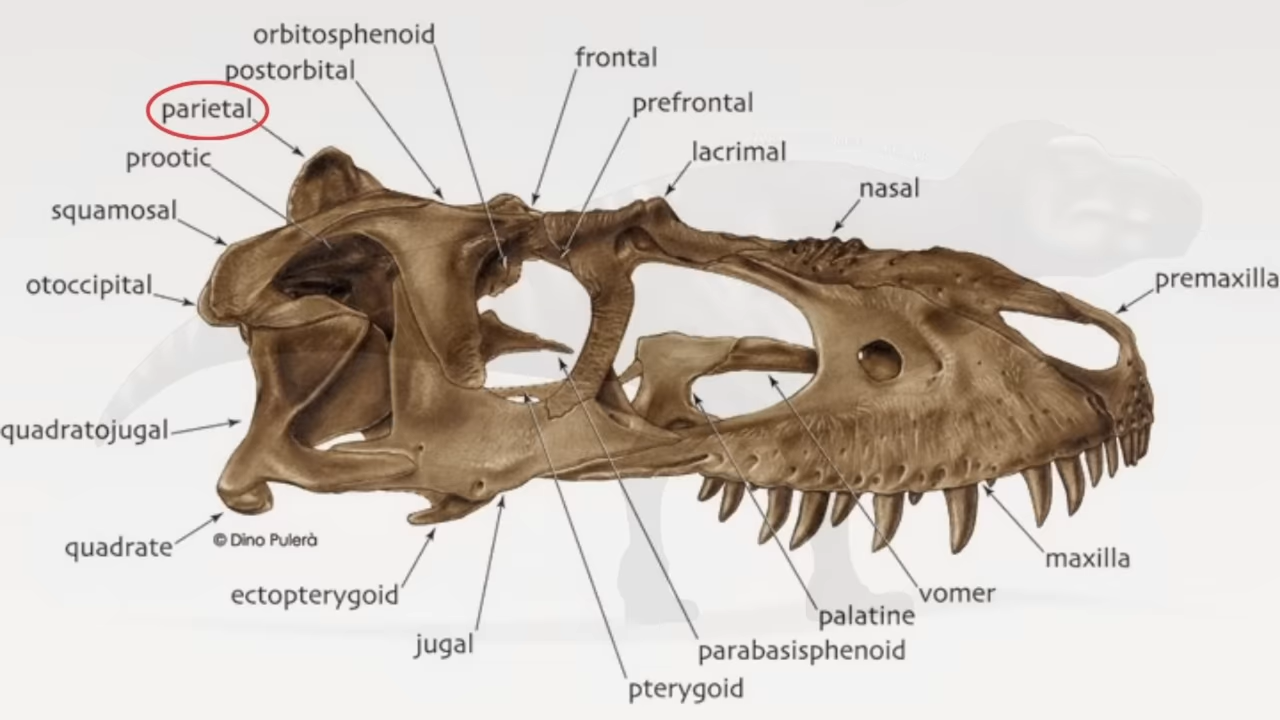 orbitosphenoid
frontal
postorbital
prefrontal
parietal
lacrimal
prootic
nasal
squamosal
otoccipital
premaxilla
quadratojugal
quadrate
© Dino Pulerà
maxilla
ectopterygoid
vomer
palatine
jugal
parabasisphenoid
pterygoid